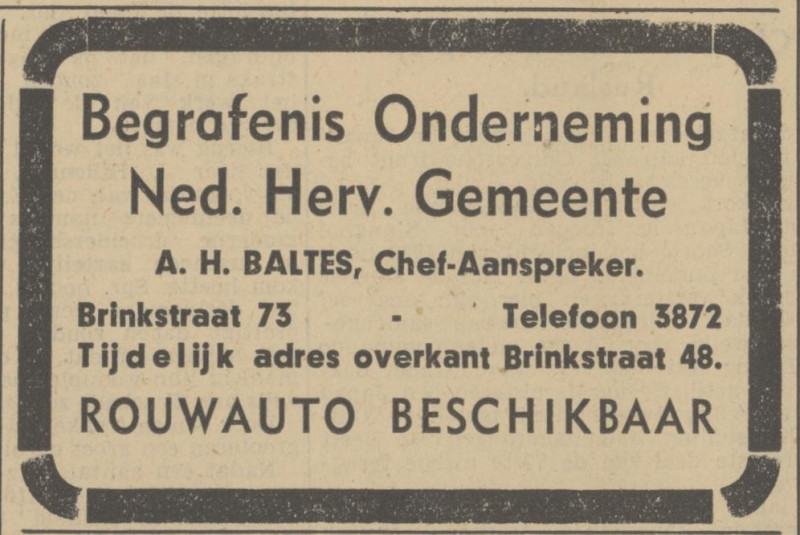 Begrafenis Onderneming
Ned. Herv. Gemeente
A. H. BALTES, Chef-Aanspreker.
Brinkstraat 73 - Telefoon 3872
Tijdelijk adres overkant Brinkstraat 48.
ROUWAUTO BESCHIKBAAR